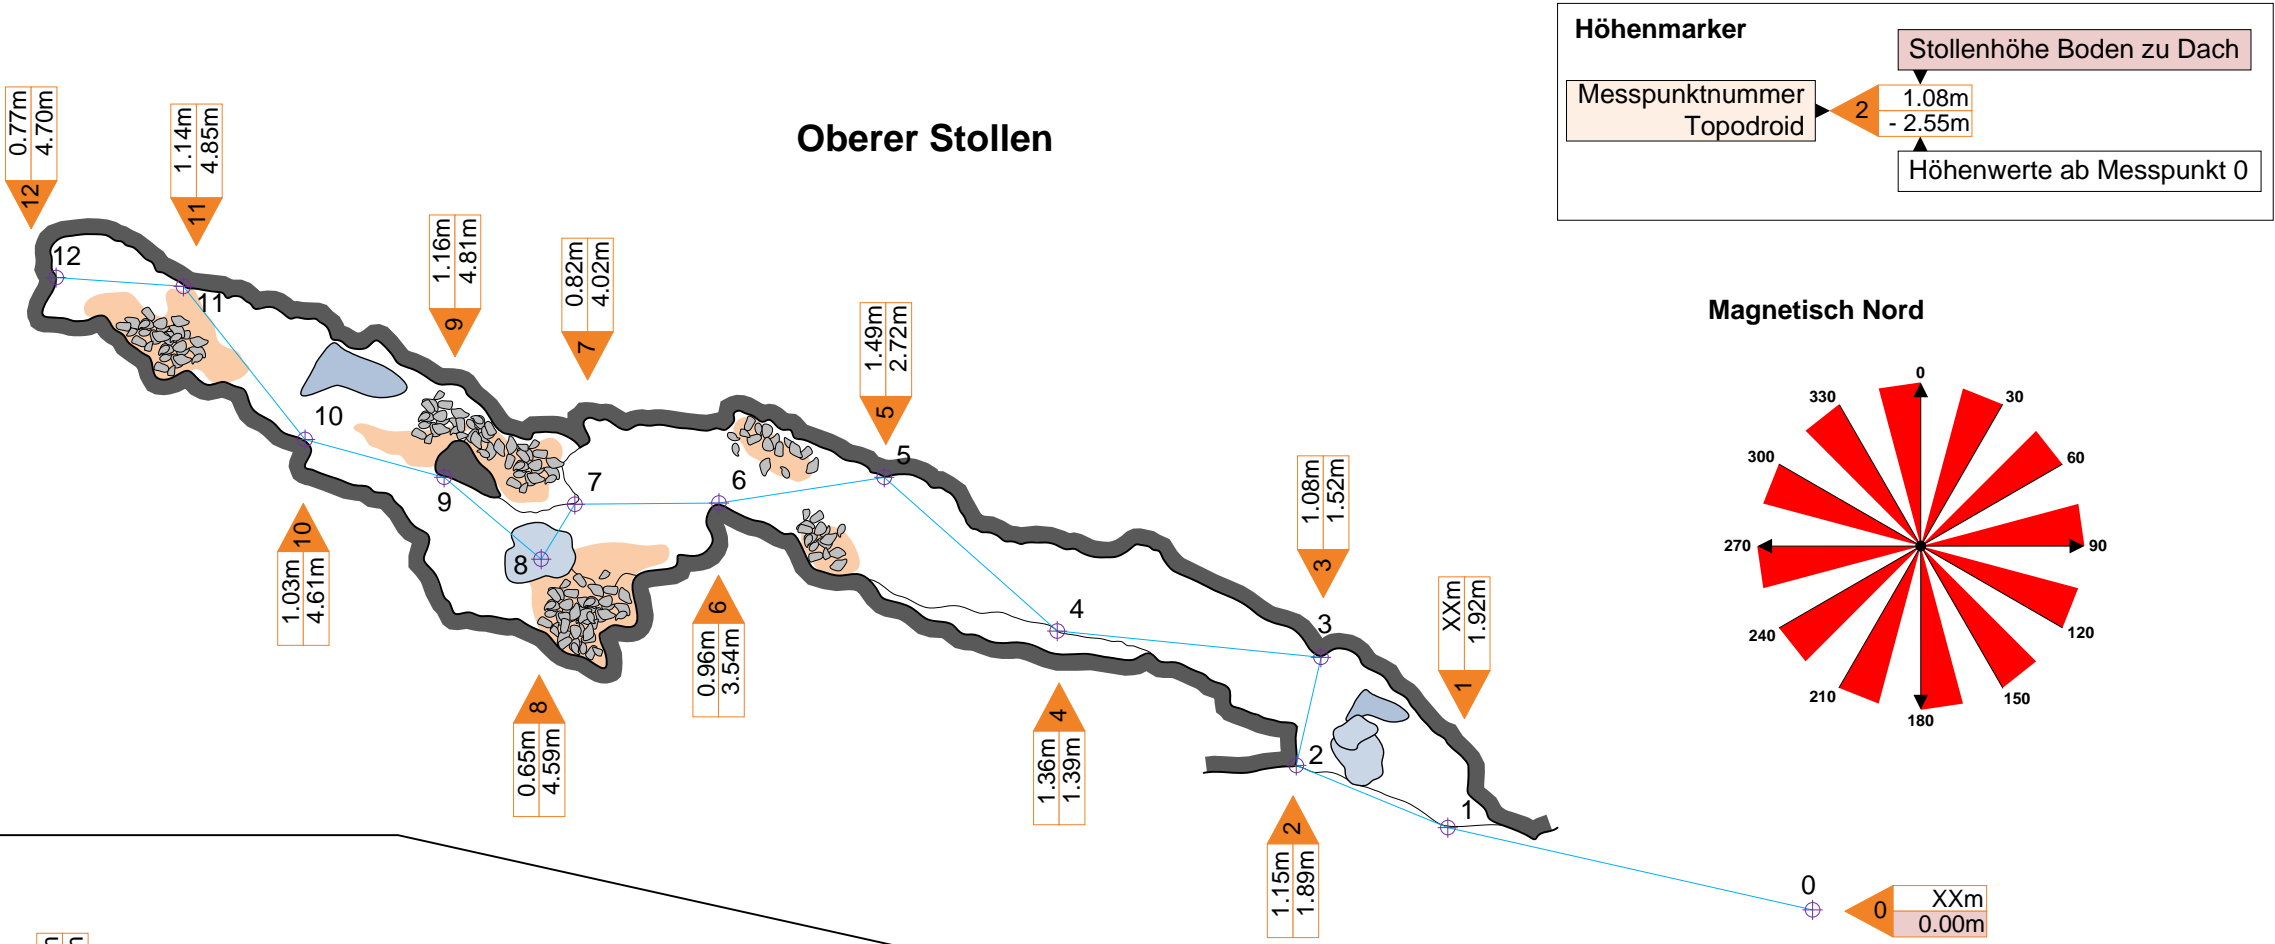 Höhenmarker
Stollenhöhe Boden zu Dach
Messpunktnummer
Topodroid
2
1.08m
- 2.55m
Höhenwerte ab Messpunkt 0
Oberer Stollen
0.77m
4.70m
12
1.14m
4.85m
11
1.16m
4.81m
9
0.82m
4.02m
7
1.49m
2.72m
5
1.08m
1.52m
3
XXm
1.92m
1
12
11
10
9
8
7
6
5
4
3
2
1
0
10
1.03m
4.61m
8
0.65m
4.59m
6
0.96m
3.54m
4
1.36m
1.39m
2
1.15m
1.89m
0
XXm
0.00m
Magnetisch Nord
0
30
60
90
120
150
180
210
240
270
300
330